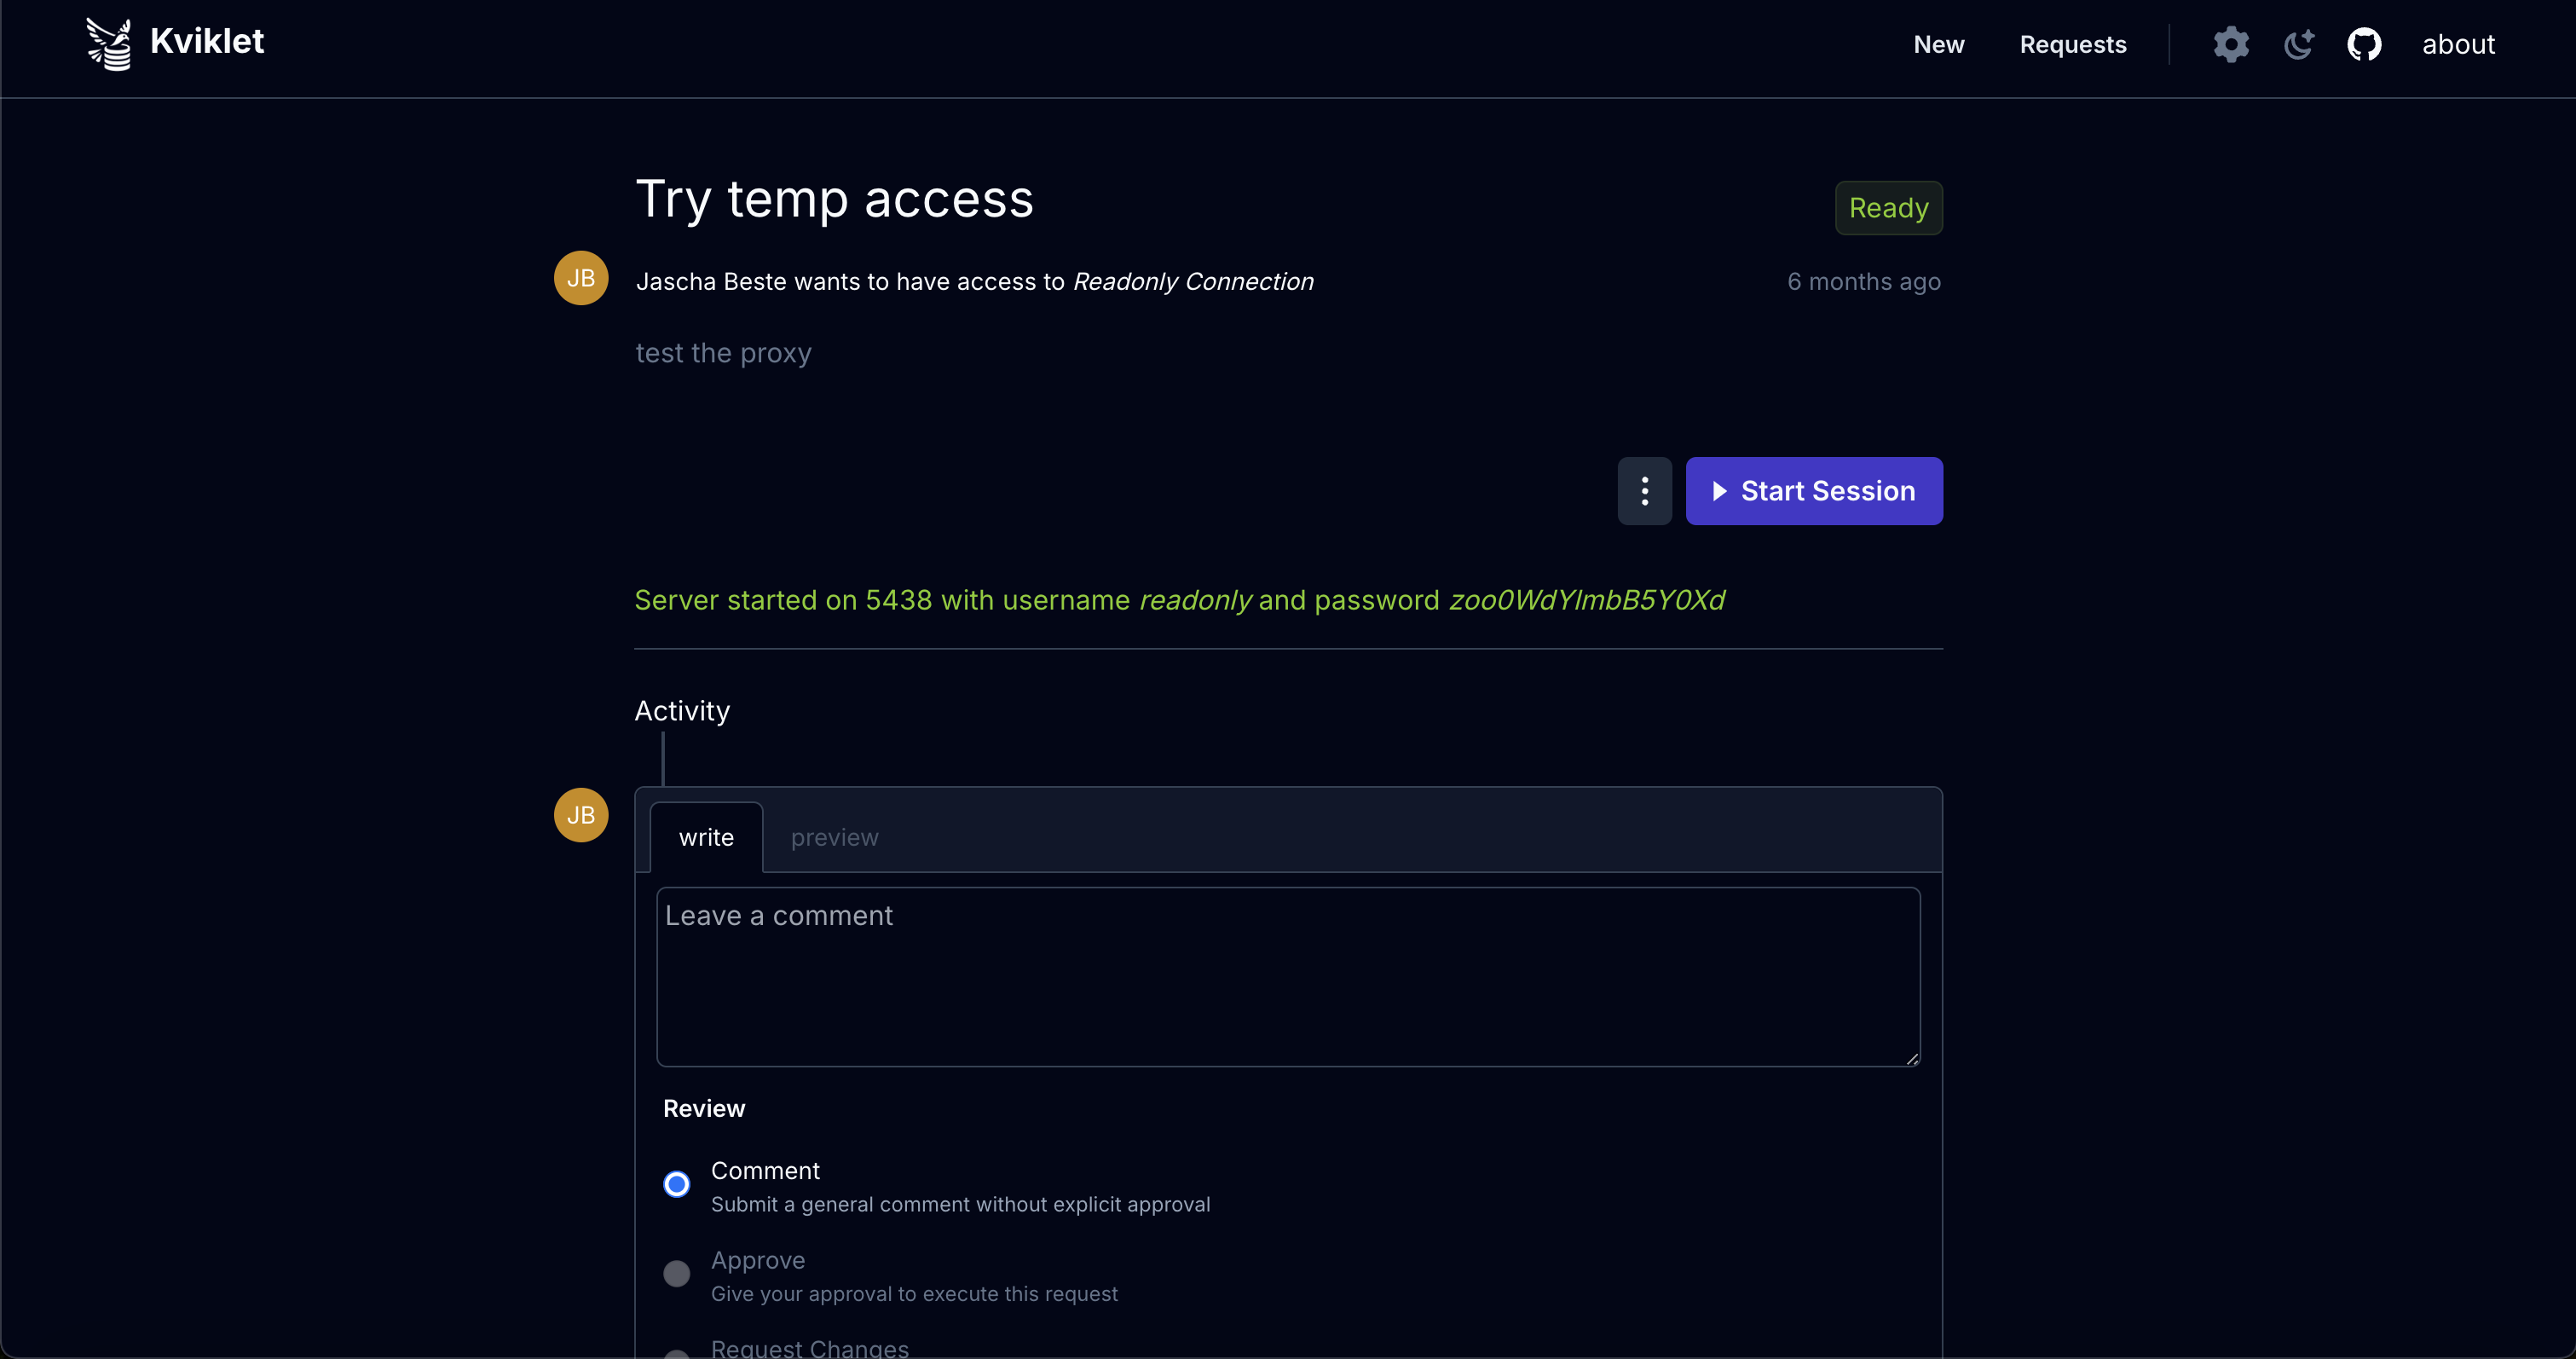 Kviklet
New
Requests
about
Try temp access
Ready
JB
Jascha Beste wants to have access to Readonly Connection
6 months ago
test the proxy
Start Session
Server started on 5438 with username readonly and password zoo0WdYlmbB5Y0Xd
Activity
JB
write
preview
Leave a comment
Review
Comment
Submit a general comment without explicit approval
Approve
Give your approval to execute this request
Request Changes